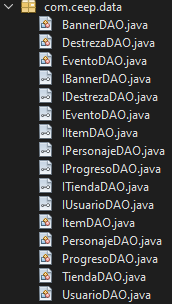 com.ceep.data
BannerDAO.java
DestrezaDAO.java
EventoDAO.java
IBannerDAO.java
IDestrezaDAO.java
IEventoDAO.java
IItemDAO.java
IPersonajeDAO.java
IProgresoDAO.java
ITiendaDAO.java
IUsuarioDAO.java
ItemDAO.java
PersonajeDAO.java
ProgresoDAO.java
TiendaDAO.java
UsuarioDAO.java